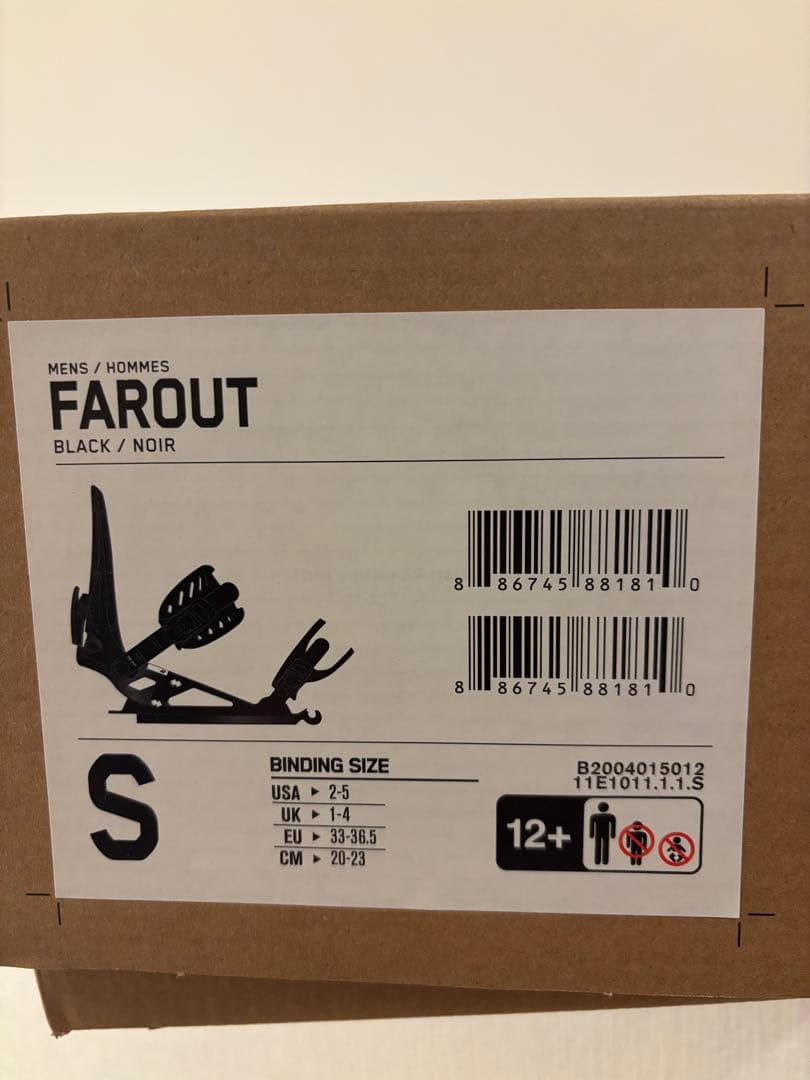 MENS / HOMMES
FAROUT
BLACK / NOIR
8 86745 88181 0
8 86745 88181 0
S
BINDING SIZE
USA ▶ 2-5
UK ▶ 1-4
EU ▶ 33-36.5
CM ▶ 20-23
B2004015012
11E1011.1.1.S
12+